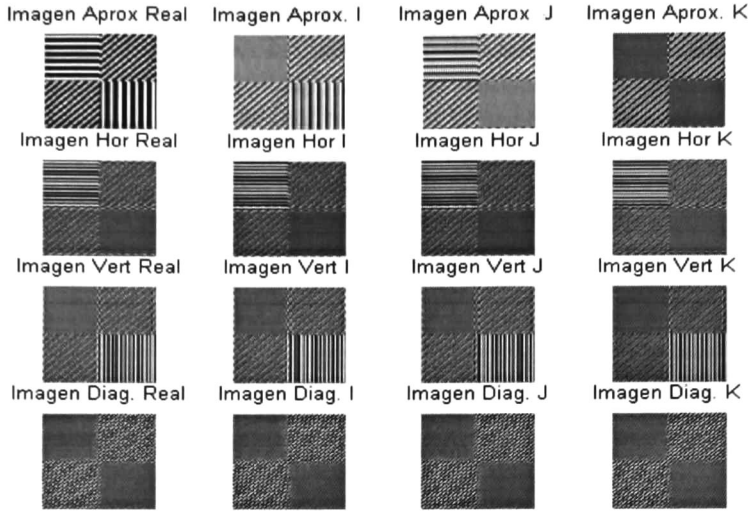 Imagen Aprox Real Imagen Aprox. I Imagen Aprox J Imagen Aprox. K
Imagen Hor Real Imagen Hor I Imagen Hor J Imagen Hor K
Imagen Vert Real Imagen Vert I Imagen Vert J Imagen Vert K
Imagen Diag. Real Imagen Diag. I Imagen Diag. J Imagen Diag. K